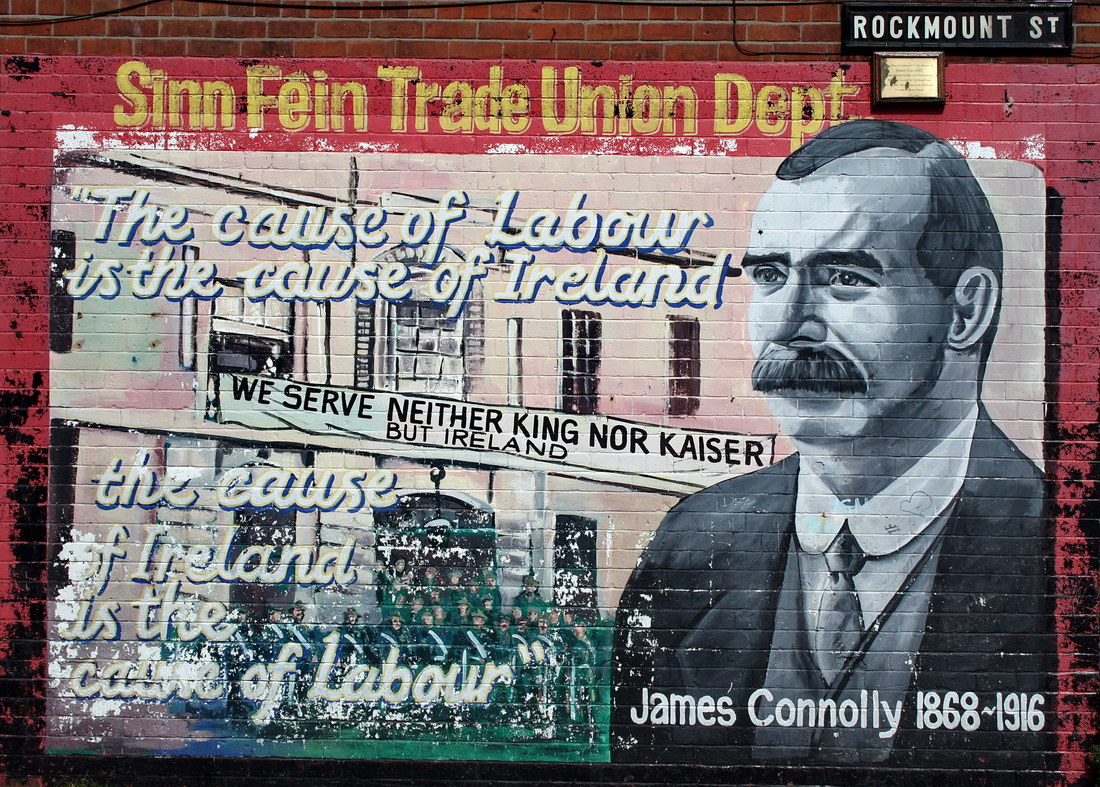 ROCKMOUNT ST
Sinn Féin Trade Union Dept
"The cause of Labour
is the cause of Ireland
WE SERVE NEITHER KING NOR KAISER
BUT IRELAND
the cause
of Ireland
is the
cause of Labour"
James Connolly 1868~1916